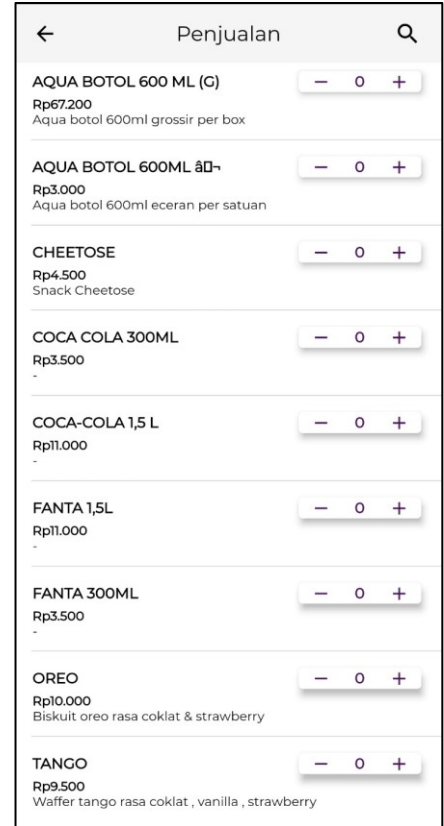 Penjualan
AQUA BOTOL 600 ML (G)
− 0 +
Rp67.200
Aqua botol 600ml grossir per box
AQUA BOTOL 600ML â□¬
− 0 +
Rp3.000
Aqua botol 600ml eceran per satuan
CHEETOSE
− 0 +
Rp4.500
Snack Cheetose
COCA COLA 300ML
− 0 +
Rp3.500
-
COCA-COLA 1,5 L
− 0 +
Rp11.000
-
FANTA 1,5L
− 0 +
Rp11.000
-
FANTA 300ML
− 0 +
Rp3.500
-
OREO
− 0 +
Rp10.000
Biskuit oreo rasa coklat & strawberry
TANGO
− 0 +
Rp9.500
Waffer tango rasa coklat , vanilla , strawberry